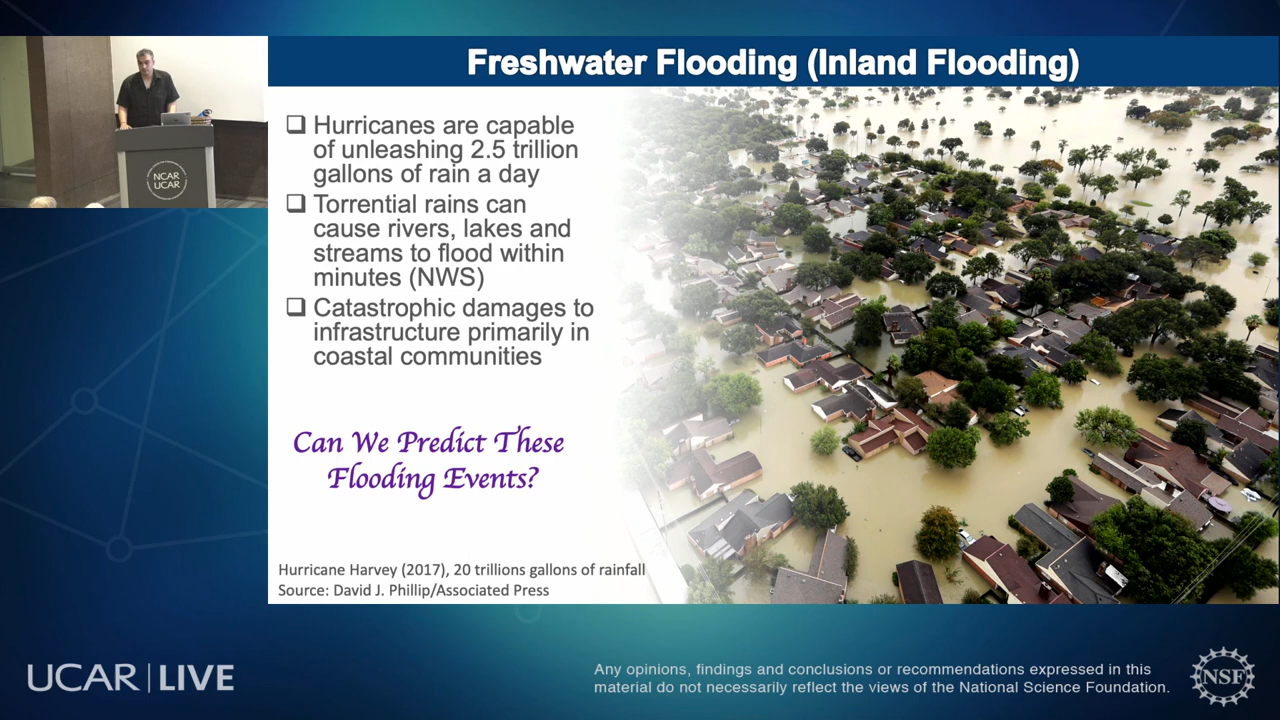 Freshwater Flooding (Inland Flooding)
❑ Hurricanes are capable
of unleashing 2.5 trillion
gallons of rain a day
❑ Torrential rains can
cause rivers, lakes and
streams to flood within
minutes (NWS)
❑ Catastrophic damages to
infrastructure primarily in
coastal communities
Can We Predict These
Flooding Events?
Hurricane Harvey (2017), 20 trillions gallons of rainfall
Source: David J. Phillip/Associated Press
NCAR
UCAR
UCAR | LIVE
Any opinions, findings and conclusions or recommendations expressed in this
material do not necessarily reflect the views of the National Science Foundation.
NSF